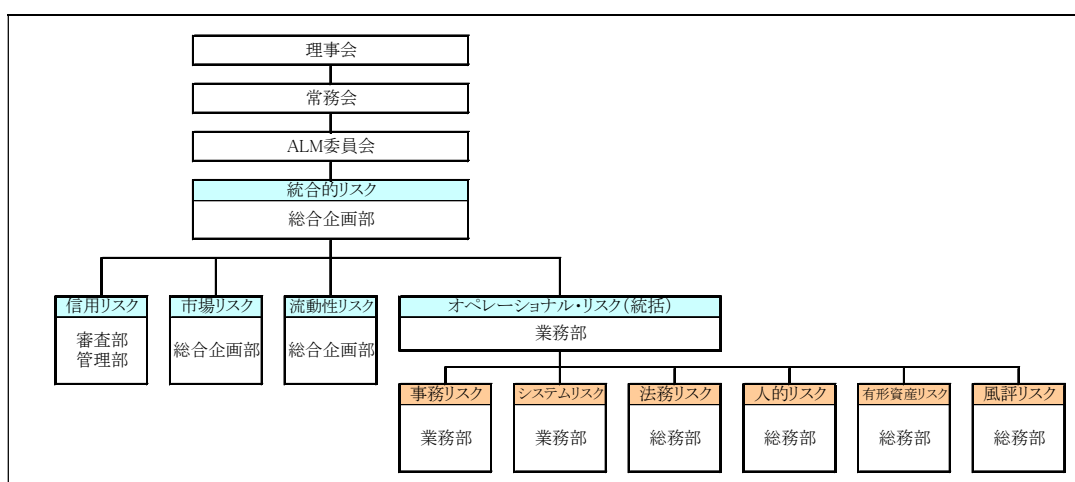 理事会
常務会
ALM委員会
統合的リスク
総合企画部
信用リスク
審査部
管理部
市場リスク
総合企画部
流動性リスク
総合企画部
オペレーショナル・リスク(統括)
業務部
事務リスク
業務部
システムリスク
業務部
法務リスク
総務部
人的リスク
総務部
有形資産リスク
総務部
風評リスク
総務部